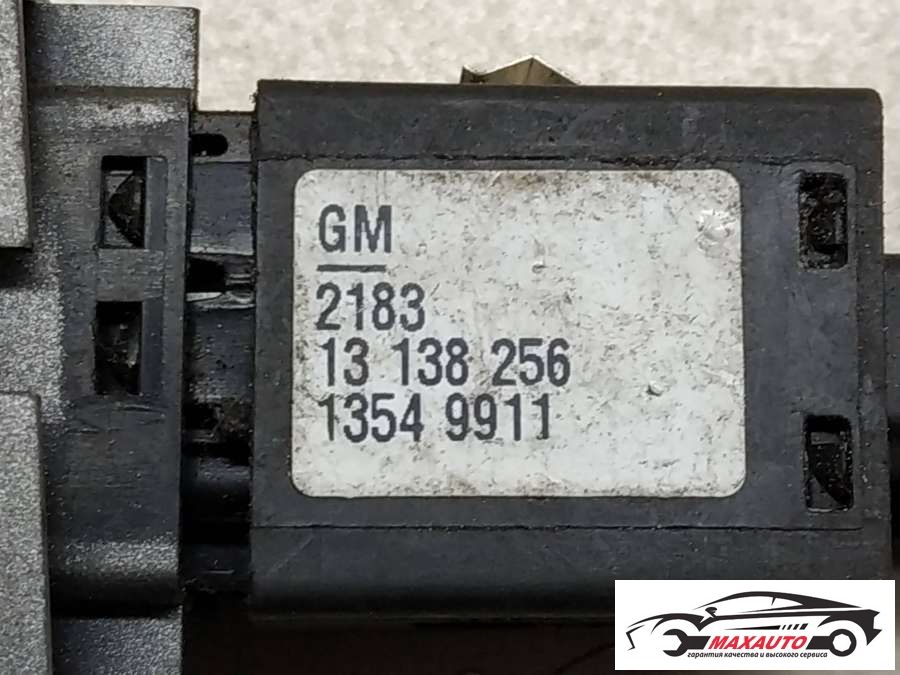 GM
2183
13 138 256
1354 9911
MAXAUTO
гарантия качества и высокого сервиса